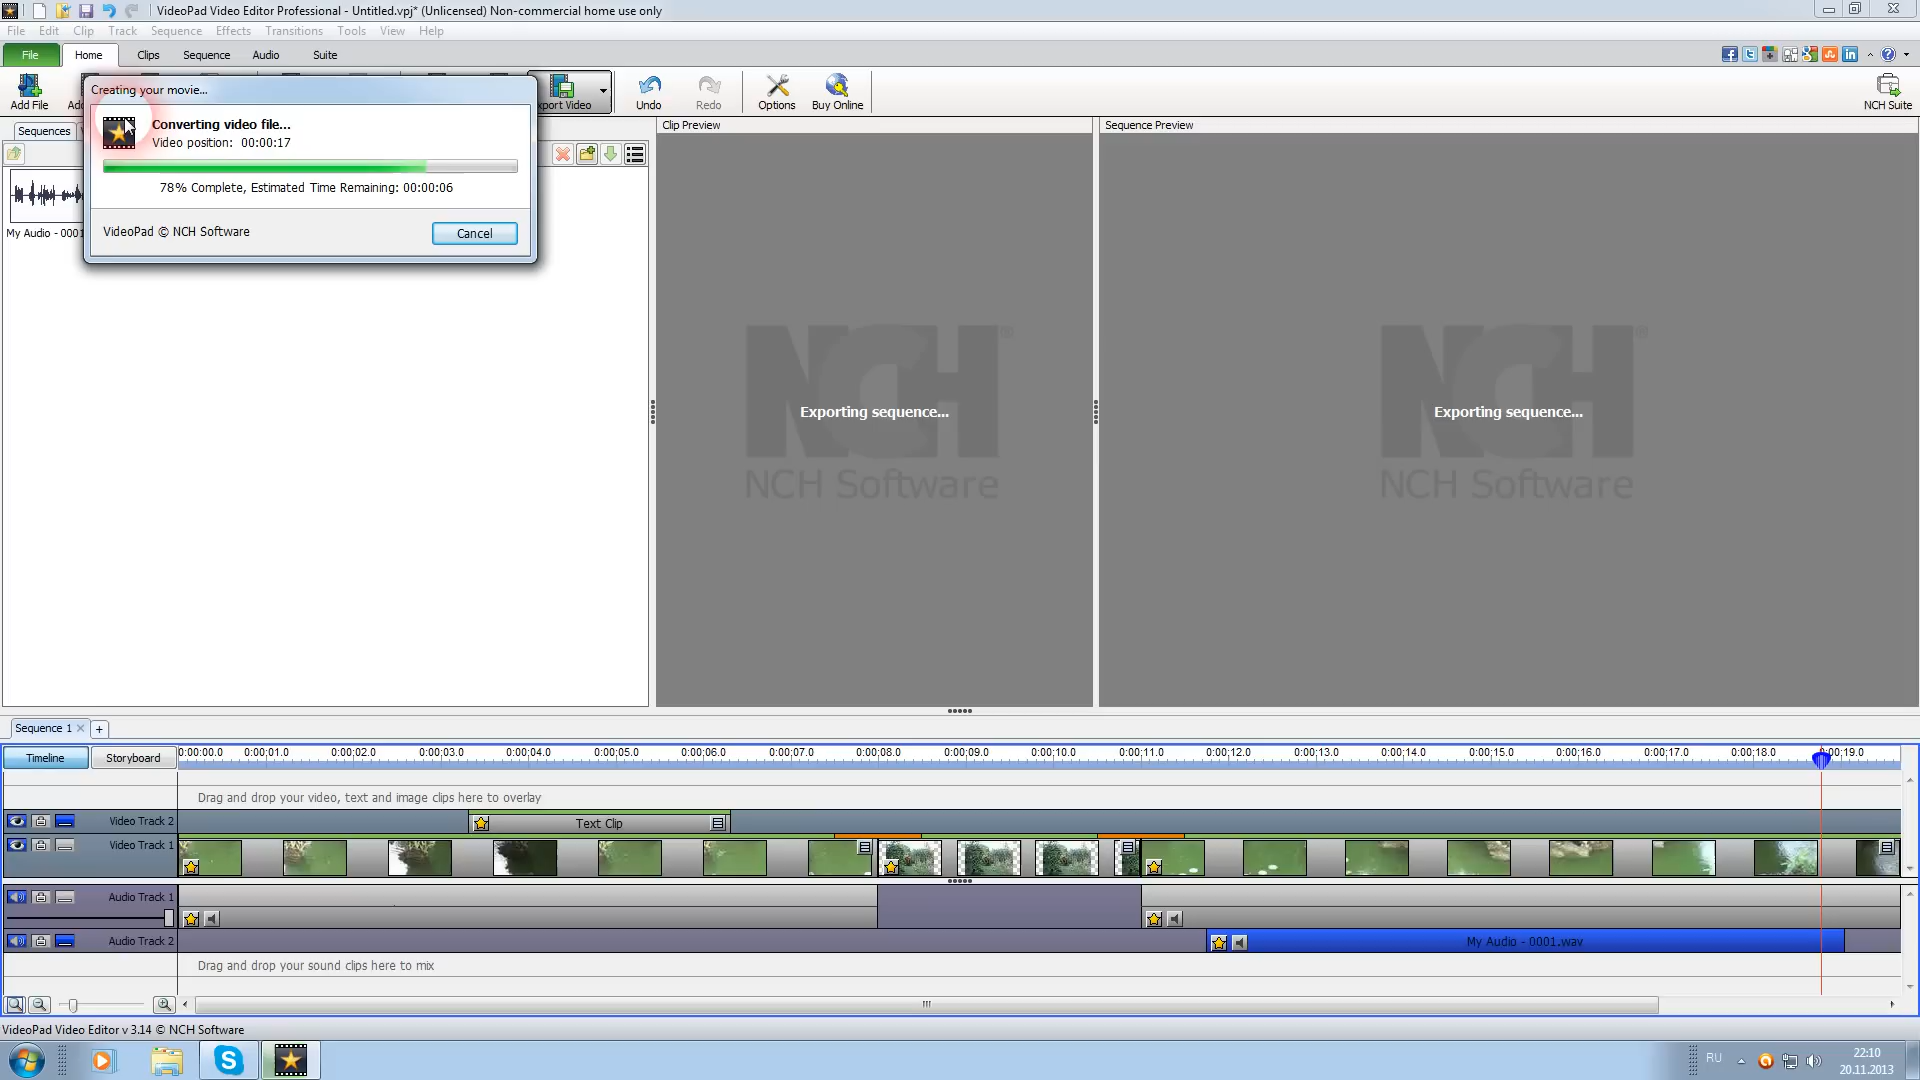 VideoPad Video Editor Professional - Untitled.vpj* (Unlicensed) Non-commercial home use only
File Edit Clip Track Sequence Effects Transitions Tools View Help
File Home Clips Sequence Audio Suite
Add File xport Video Undo Redo Options Buy Online NCH Suite
Creating your movie...
Converting video file...
Video position: 00:00:17
78% Complete, Estimated Time Remaining: 00:00:06
VideoPad © NCH Software
Cancel
Sequences
My Audio - 0001
Clip Preview
Sequence Preview
NCH®
Exporting sequence...
NCH Software
NCH®
Exporting sequence...
NCH Software
Sequence 1
Timeline Storyboard
0:00:00.0 0:00;01.0 0:00;02.0 0:00;03.0 0:00;04.0 0:00;05.0 0:00;06.0 0:00;07.0 0:00;08.0 0:00;09.0 0:00;10.0 0:00;11.0 0:00;12.0 0:00;13.0 0:00;14.0 0:00;15.0 0:00;16.0 0:00;17.0 0:00;18.0 0:00;19.0
Drag and drop your video, text and image clips here to overlay
Video Track 2
Text Clip
Video Track 1
Audio Track 1
Audio Track 2
My Audio - 0001.wav
Drag and drop your sound clips here to mix
VideoPad Video Editor v 3.14 © NCH Software
RU
22:10
20.11.2013